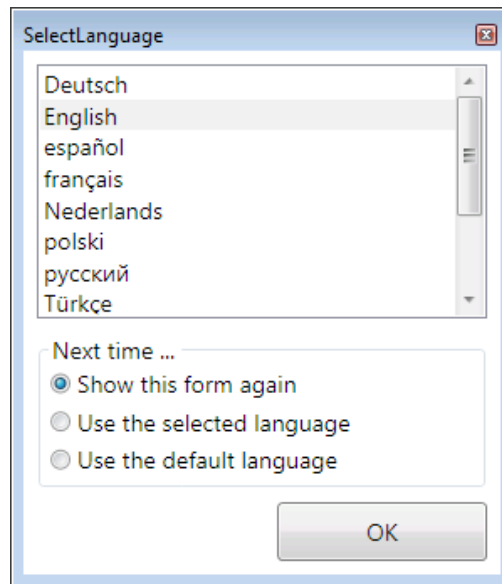 SelectLanguage
Deutsch
English
español
français
Nederlands
polski
русский
Türkçe
Next time ...
Show this form again
Use the selected language
Use the default language
OK